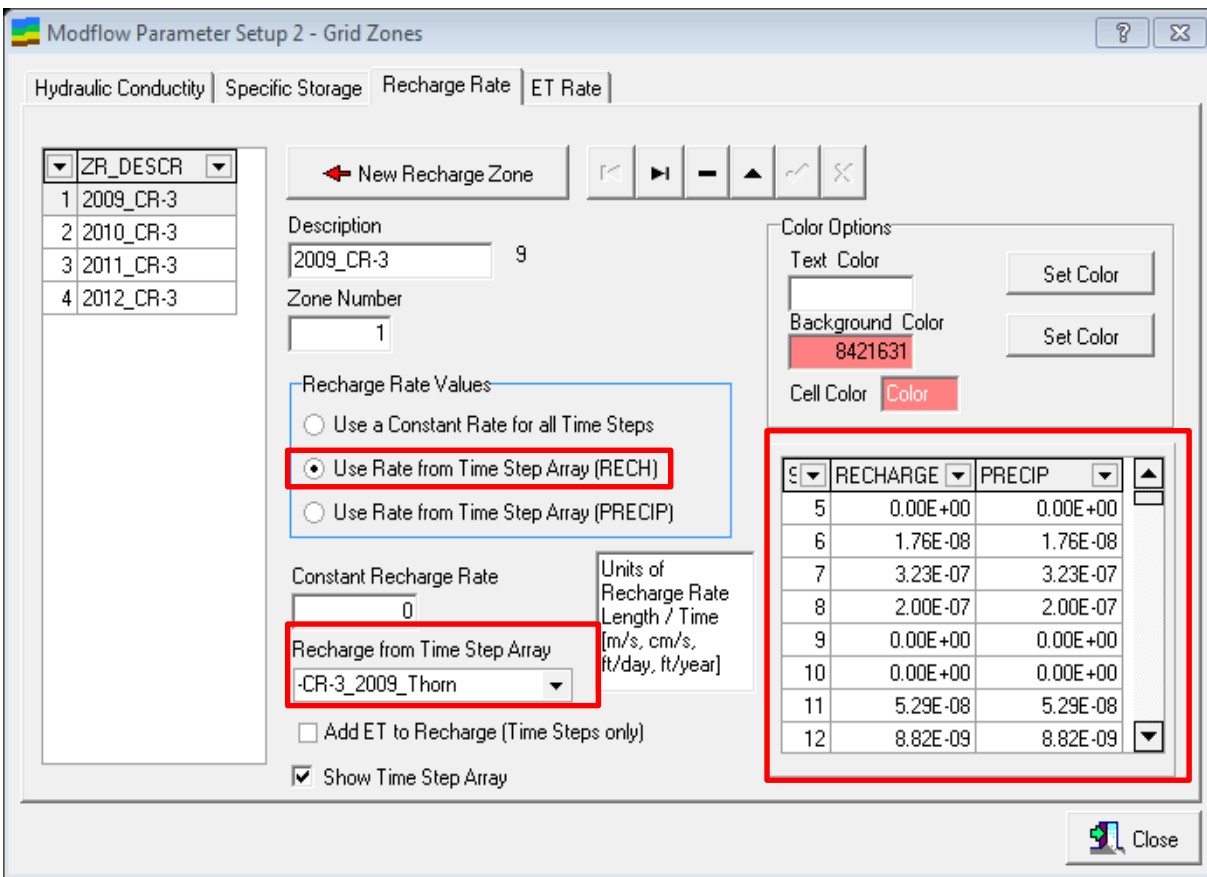 Modflow Parameter Setup 2 - Grid Zones
Hydraulic Conductity
Specific Storage
Recharge Rate
ET Rate
ZR_DESCR
1 2009_CR-3
2 2010_CR-3
3 2011_CR-3
4 2012_CR-3
New Recharge Zone
Description
2009_CR-3 9
Zone Number
1
Recharge Rate Values
Use a Constant Rate for all Time Steps
Use Rate from Time Step Array (RECH)
Use Rate from Time Step Array (PRECIP)
Constant Recharge Rate
0
Units of
Recharge Rate
Length / Time
[m/s, cm/s,
ft/day, ft/year]
Recharge from Time Step Array
-CR-3_2009_Thorn
Add ET to Recharge (Time Steps only)
Show Time Step Array
Color Options
Text Color
Set Color
Background Color
8421631
Set Color
Cell Color Color
S RECHARGE PRECIP
5 0.00E+00 0.00E+00
6 1.76E-08 1.76E-08
7 3.23E-07 3.23E-07
8 2.00E-07 2.00E-07
9 0.00E+00 0.00E+00
10 0.00E+00 0.00E+00
11 5.29E-08 5.29E-08
12 8.82E-09 8.82E-09
Close